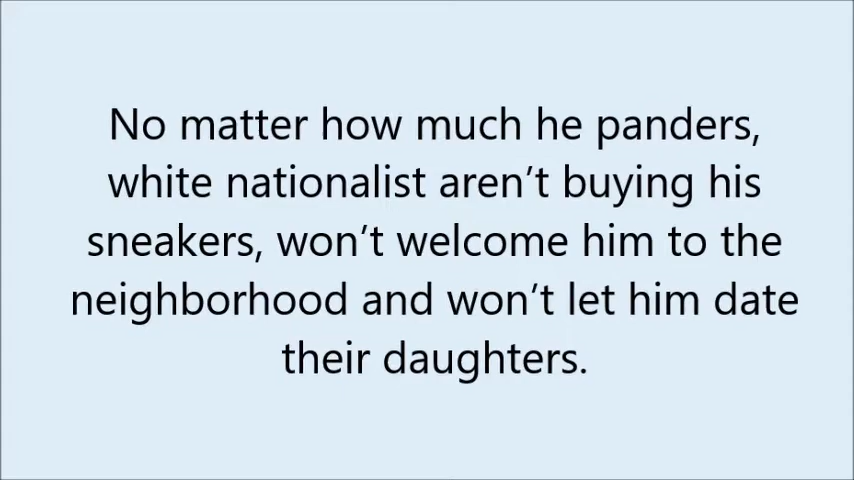 No matter how much he panders,
white nationalist aren’t buying his
sneakers, won’t welcome him to the
neighborhood and won’t let him date
their daughters.